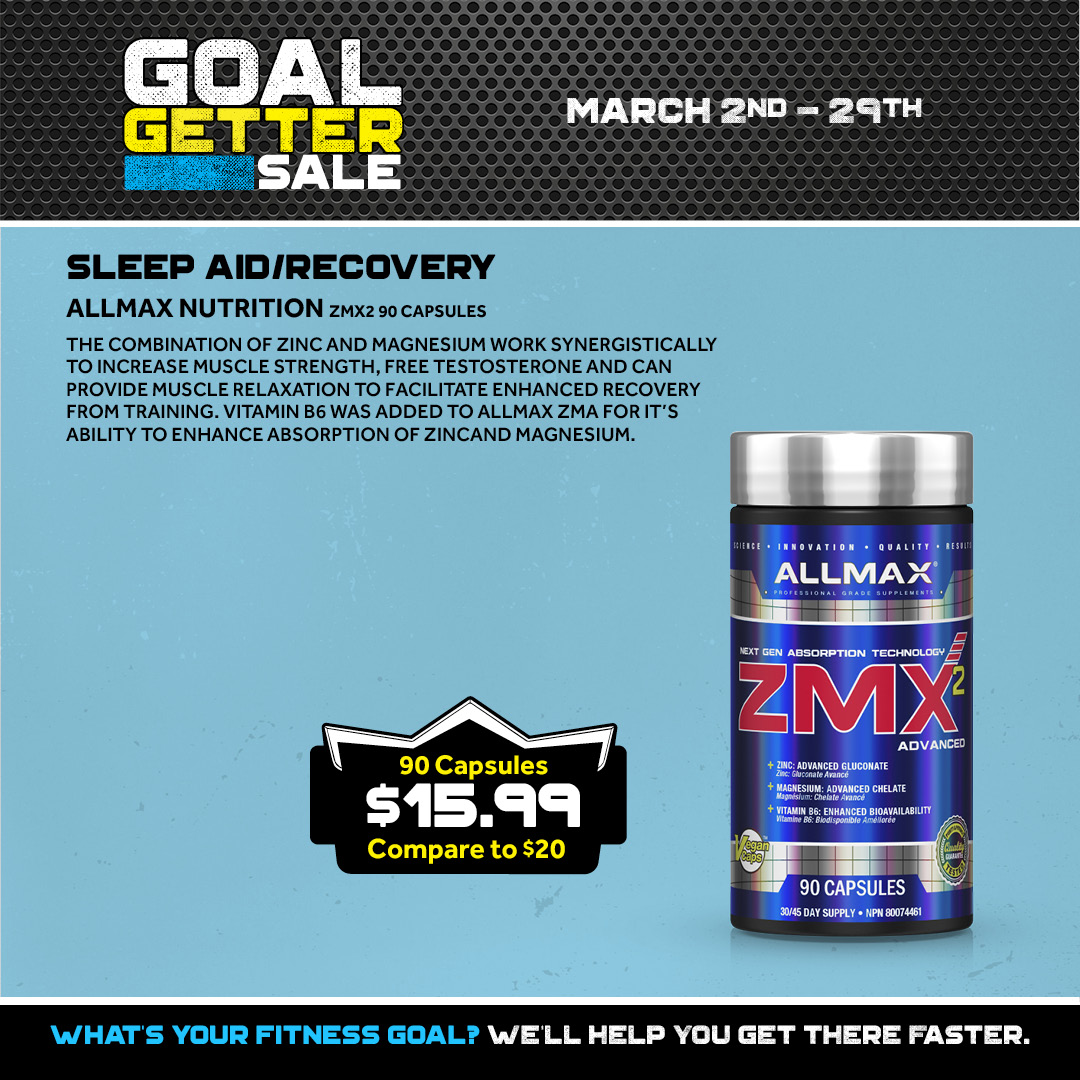 GOAL
GETTER
SALE
MARCH 2ND - 29TH
SLEEP AID/RECOVERY
ALLMAX NUTRITION ZMX2 90 CAPSULES
THE COMBINATION OF ZINC AND MAGNESIUM WORK SYNERGISTICALLY
TO INCREASE MUSCLE STRENGTH, FREE TESTOSTERONE AND CAN
PROVIDE MUSCLE RELAXATION TO FACILITATE ENHANCED RECOVERY
FROM TRAINING. VITAMIN B6 WAS ADDED TO ALLMAX ZMA FOR IT'S
ABILITY TO ENHANCE ABSORPTION OF ZINCAND MAGNESIUM.
90 Capsules
$15.99
Compare to $20
SCIENCE • INNOVATION • QUALITY • RESULTS
ALLMAX®
• PROFESSIONAL GRADE SUPPLEMENTS •
NEXT GEN ABSORPTION TECHNOLOGY
ZMX2
ADVANCED
+ ZINC: ADVANCED GLUCONATE
Zinc: Gluconate Avancé
+ MAGNESIUM: ADVANCED CHELATE
Magnésium: Chelate Avancé
+ VITAMIN B6: ENHANCED BIOAVAILABILITY
Vitamine B6: Biodisponible Améliorée
Vegan
Caps
Quality
GUARANTEE
TESTED
90 CAPSULES
30/45 DAY SUPPLY • NPN 80074461
WHAT'S YOUR FITNESS GOAL? WE'LL HELP YOU GET THERE FASTER.